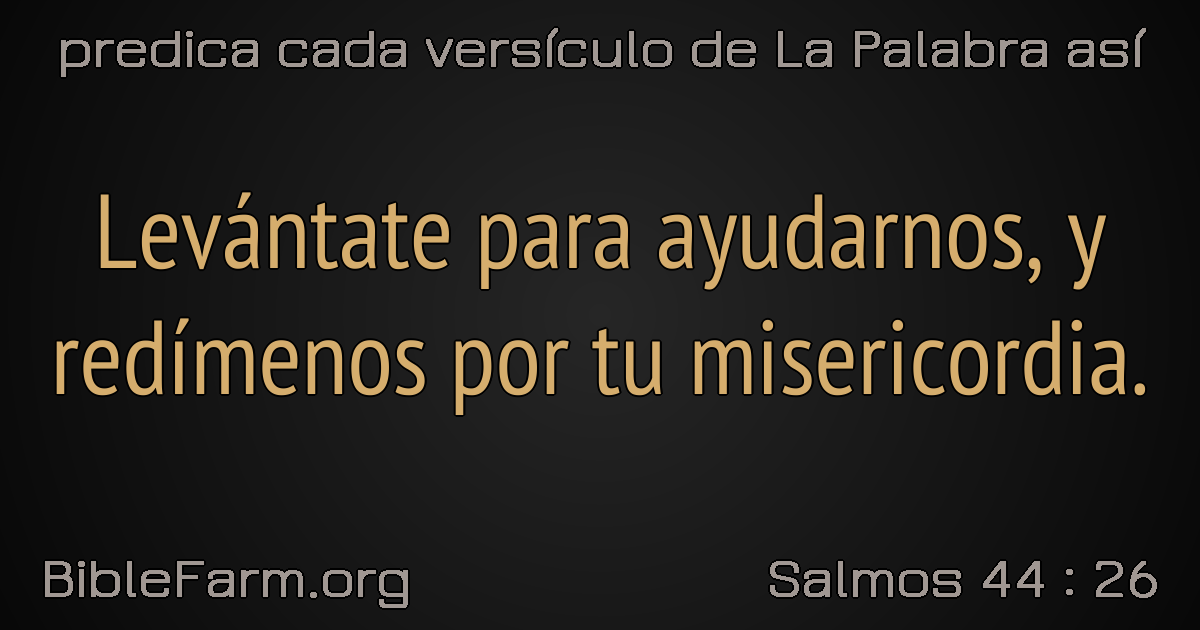 predica cada versículo de La Palabra así
Levántate para ayudarnos, y
redímenos por tu misericordia.
BibleFarm.org
Salmos 44 : 26